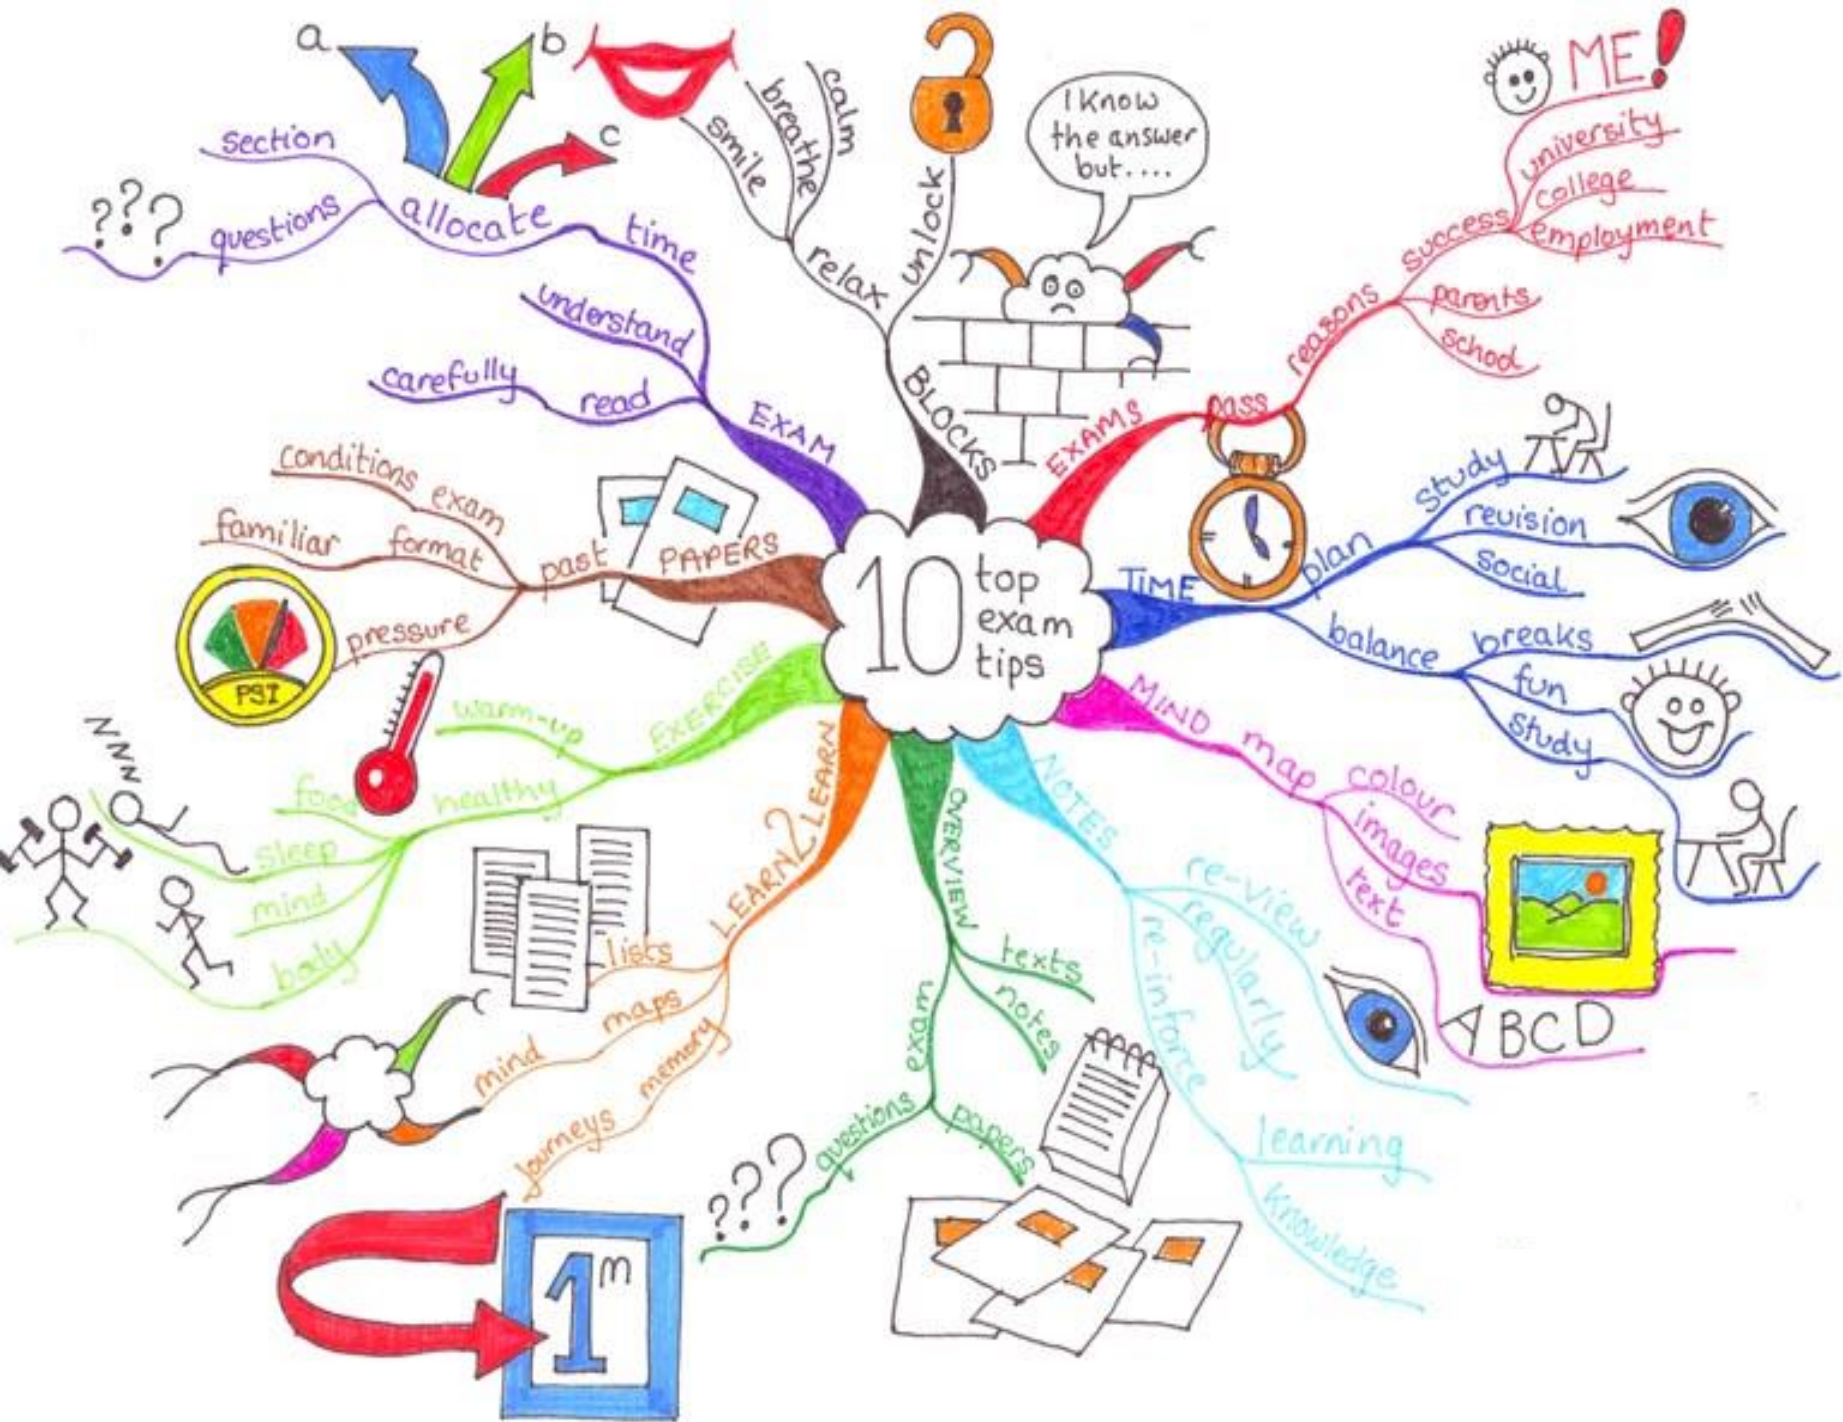 10
top
exam
tips
EXAMS
pass
reasons
success
ME!
university
college
employment
parents
school
TIME
plan
study
revision
social
balance
breaks
fun
study
MIND
map
colour
images
text
ABCD
NOTES
re-view
regularly
re-inforce
learning
knowledge
OVERVIEW
texts
notes
exam
papers
questions
???
LEARN 2 LEARN
lists
maps
mind
memory
journeys
1m
EXERCISE
warm-up
healthy
food
sleep
mind
body
NNNN
PAPERS
past
exam
conditions
format
familiar
pressure
PSI
EXAM
read
carefully
understand
time
allocate
section
questions
???
a
b
c
BLOCKS
relax
smile
breathe
calm
unlock
I know
the answer
but....